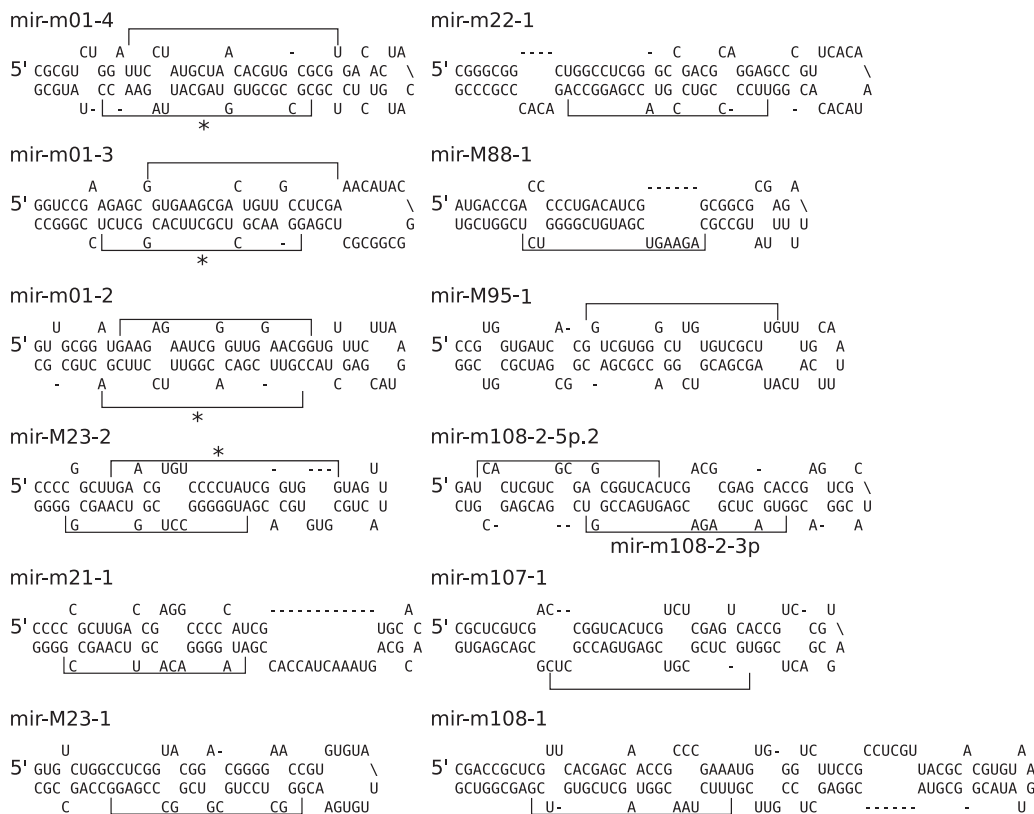 mir-m01-4
CU A CU A - U C UA
5' CGCGU GG UUC AUGCUA CACGUG CGCG GA AC \
GCGUA CC AAG UACGAU GUGCGC GCGC CU UG C
U- - AU G C U C UA
*
mir-m01-3
A G C G AACAUAC
5' GGUCCG AGAGC GUGAAGCGA UGUU CCUCGA \
CCGGGC UCUCG CACUUCGCU GCAA GGAGCU G
C G C - CGCGGCG
*
mir-m01-2
U A AG G G U UUA
5' GU GCGG UGAAG AAUCG GUUG AACGGUG UUC A
CG CGUC GCUUC UUGGC CAGC UUGCCAU GAG G
- A CU A - C CAU
*
mir-M23-2
*
G A UGU - --- U
5' CCCC GCUUGA CG CCCCUAUCG GUG GUAG U
GGGG CGAACU GC GGGGGUAGC CGU CGUC U
G G UCC A GUG A
mir-m21-1
C C AGG C ------------ A
5' CCCC GCUUGA CG CCCC AUCG UGC C
GGGG CGAACU GC GGGG UAGC ACG A
C U ACA A CACCAUCAAAUG C
mir-M23-1
U UA A- AA GUGUA
5' GUG CUGGCCUCGG CGG CGGGG CCGU \
CGC GACCGGAGCC GCU GUCCU GGCA U
C CG GC CG AGUGU
mir-m22-1
---- - C CA C UCACA
5' CGGGCGG CUGGCCUCGG GC GACG GGAGCC GU \
GCCCGCC GACCGGAGCC UG CUGC CCUUGG CA A
CACA A C C- - CACAU
mir-M88-1
CC ------ CG A
5' AUGACCGA CCCUGACAUCG GCGGCG AG \
UGCUGGCU GGGGCUGUAGC CGCCGU UU U
CU UGAAGA AU U
mir-M95-1
UG A- G G UG UGUU CA
5' CCG GUGAUC CG UCGUGG CU UGUCGCU UG A
GGC CGCUAG GC AGCGCC GG GCAGCGA AC U
UG CG - A CU UACU UU
mir-m108-2-5p.2
CA GC G ACG - AG C
5' GAU CUCGUC GA CGGUCACUCG CGAG CACCG UCG \
CUG GAGCAG CU GCCAGUGAGC GCUC GUGGC GGC U
C- -- G AGA A A- A
mir-m108-2-3p
mir-m107-1
AC-- UCU U UC- U
5' CGCUCGUCG CGGUCACUCG CGAG CACCG CG \
GUGAGCAGC GCCAGUGAGC GCUC GUGGC GC A
GCUC UGC - UCA G
mir-m108-1
UU A CCC UG- UC CCUCGU A A A
5' CGACCGCUCG CACGAGC ACCG GAAAUG GG UUCCG UACGC CGUGU A
GCUGGCGAGC GUGCUCG UGGC CUUUGC CC GAGGC AUGCG GCAUA G
U- A AAU UUG UC ------ - U